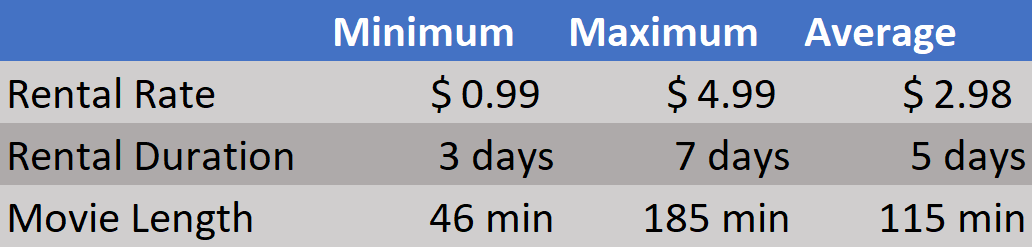 Minimum Maximum Average
Rental Rate $ 0.99 $ 4.99 $ 2.98
Rental Duration 3 days 7 days 5 days
Movie Length 46 min 185 min 115 min